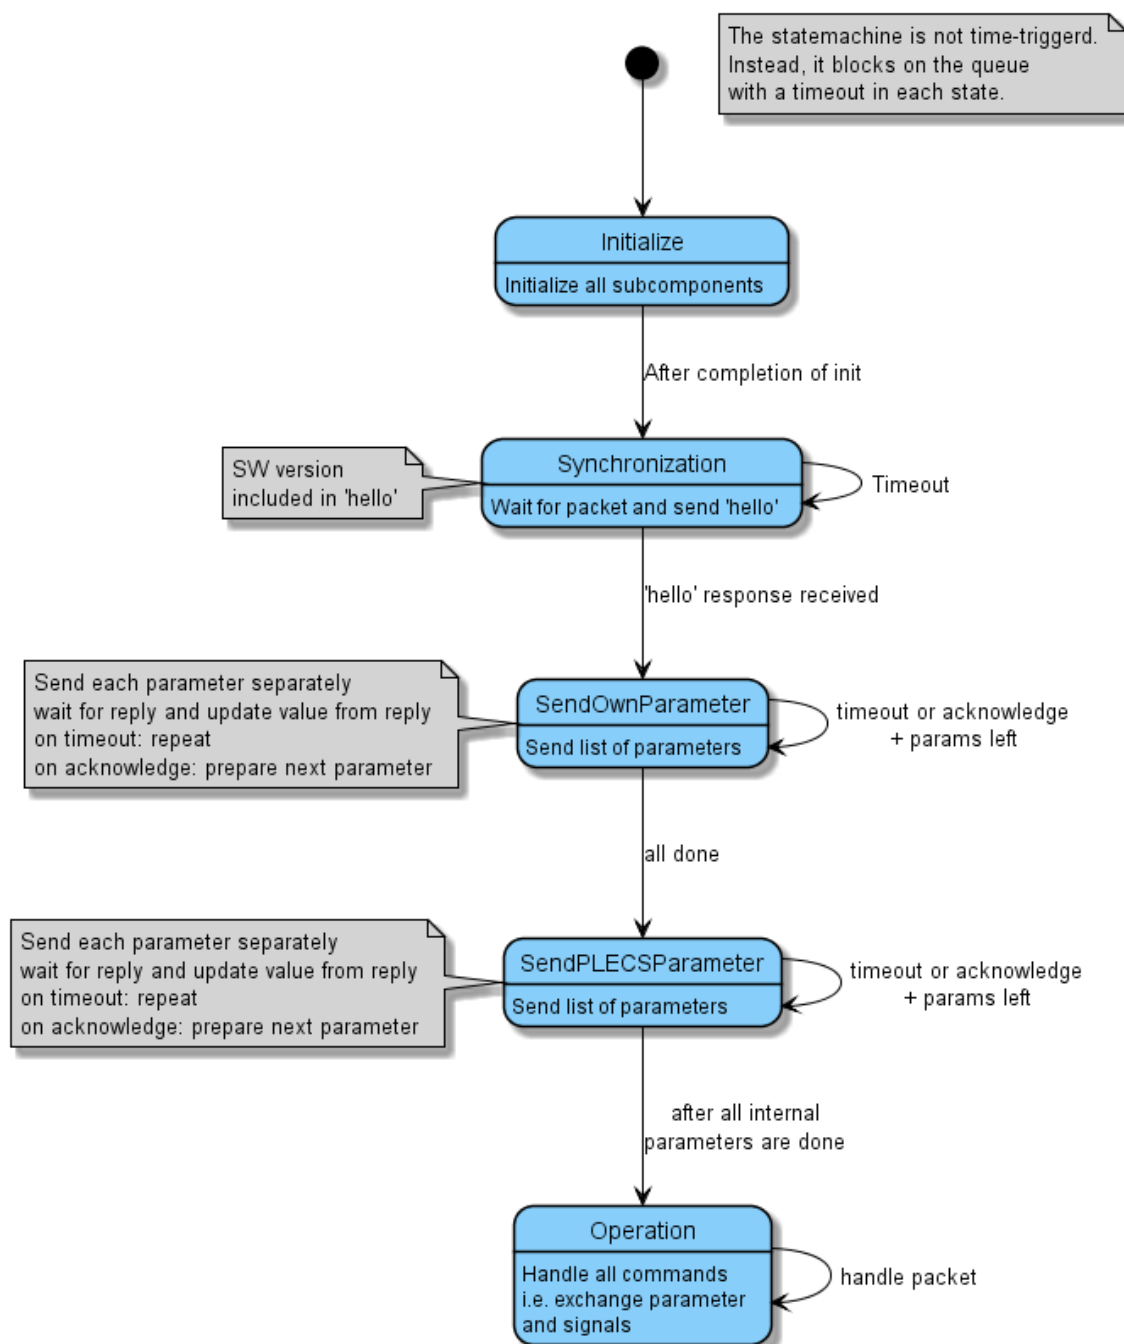 The statemachine is not time-triggerd.
Instead, it blocks on the queue
with a timeout in each state.
Initialize
Initialize all subcomponents
After completion of init
SW version
included in 'hello'
Synchronization
Wait for packet and send 'hello'
Timeout
'hello' response received
Send each parameter separately
wait for reply and update value from reply
on timeout: repeat
on acknowledge: prepare next parameter
SendOwnParameter
Send list of parameters
timeout or acknowledge
+ params left
all done
Send each parameter separately
wait for reply and update value from reply
on timeout: repeat
on acknowledge: prepare next parameter
SendPLECSParameter
Send list of parameters
timeout or acknowledge
+ params left
after all internal
parameters are done
Operation
Handle all commands
i.e. exchange parameter
and signals
handle packet